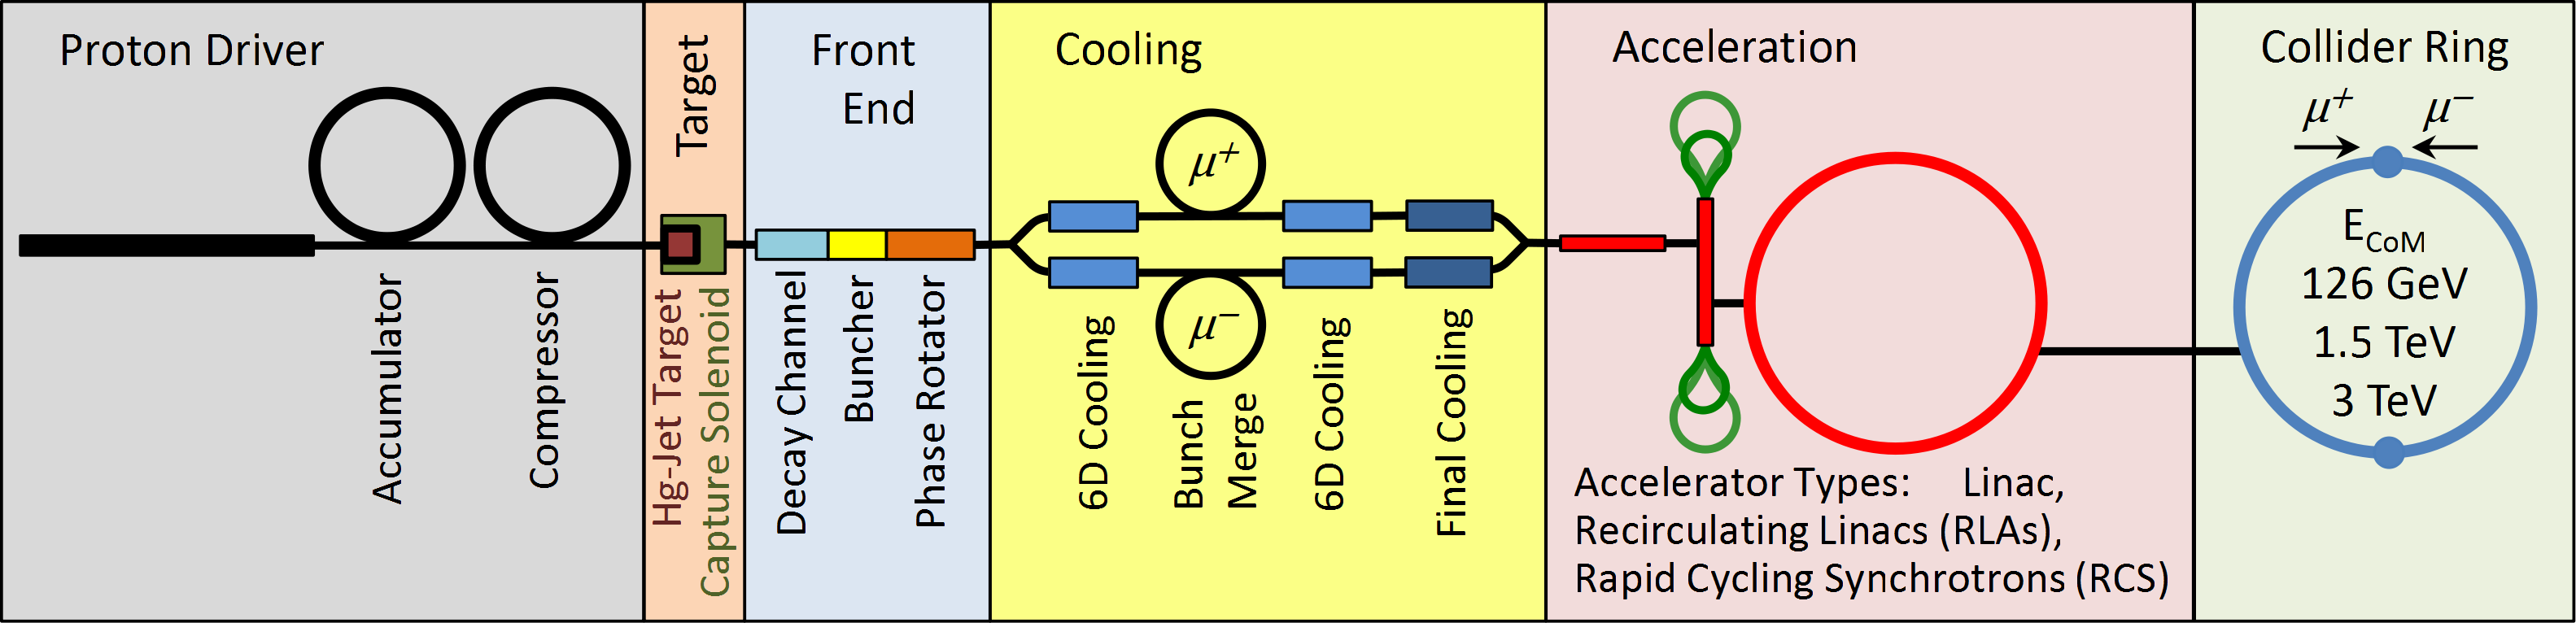 Proton Driver
Accumulator
Compressor
Target
Hg-Jet Target
Capture Solenoid
Front
End
Decay Channel
Buncher
Phase Rotator
Cooling
μ+
μ−
6D Cooling
Bunch
Merge
6D Cooling
Final Cooling
Acceleration
Accelerator Types: Linac,
Recirculating Linacs (RLAs),
Rapid Cycling Synchrotrons (RCS)
Collider Ring
μ+ μ−
ECoM
126 GeV
1.5 TeV
3 TeV